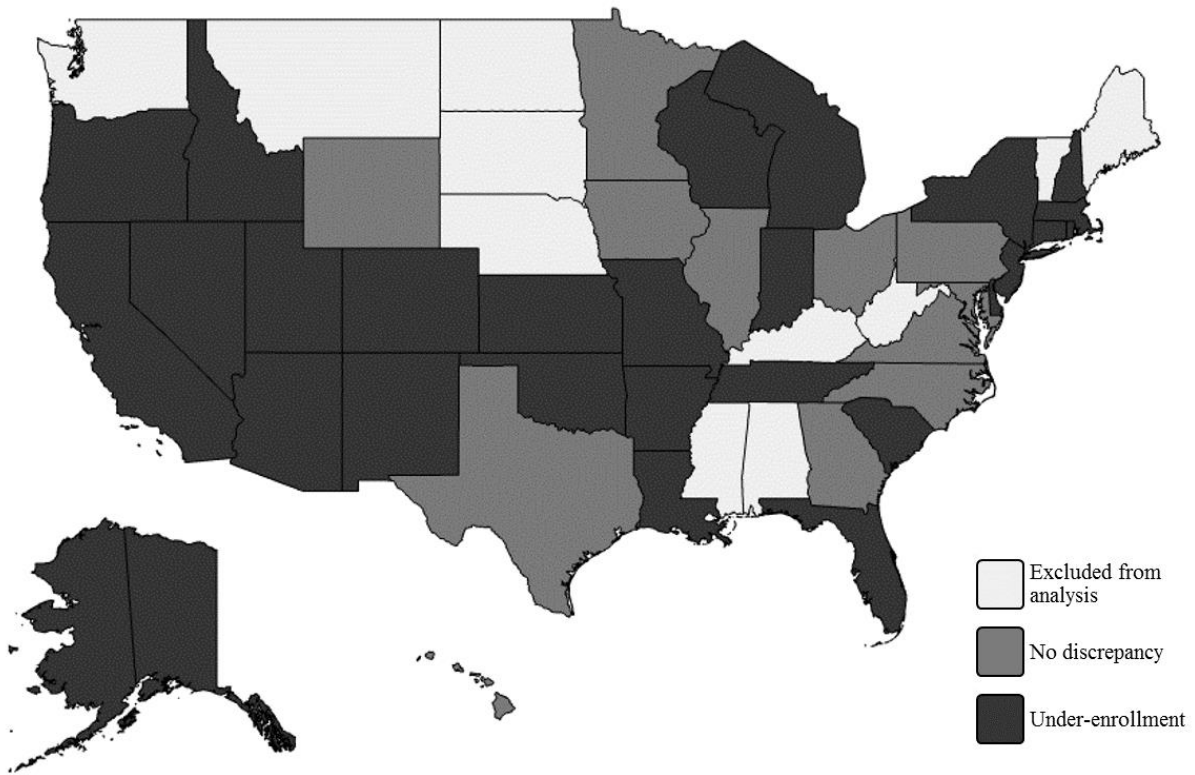 Excluded from
analysis
No discrepancy
Under-enrollment